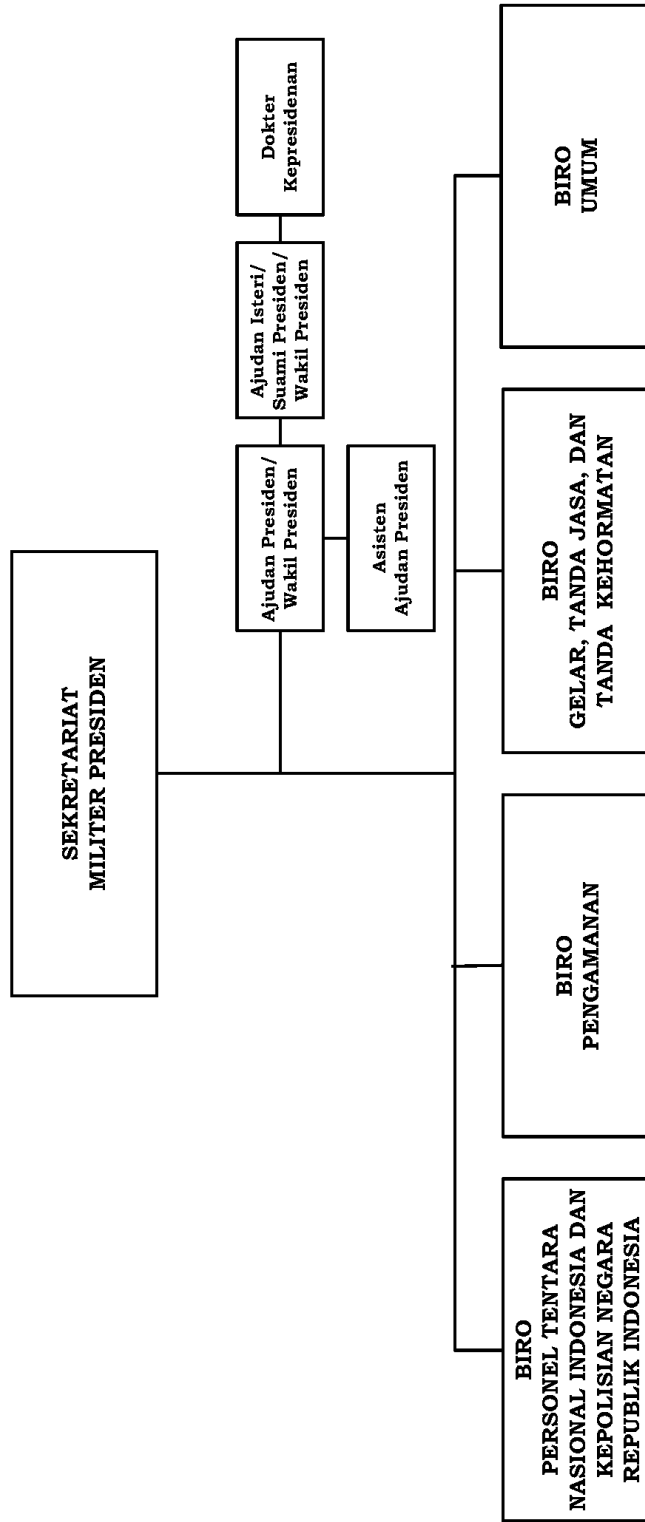 SEKRETARIAT
MILITER PRESIDEN
Ajudan Presiden/
Wakil Presiden
Ajudan Isteri/
Suami Presiden/
Wakil Presiden
Dokter
Kepresidenan
Asisten
Ajudan Presiden
BIRO
PERSONEL TENTARA
NASIONAL INDONESIA DAN
KEPOLISIAN NEGARA
REPUBLIK INDONESIA
BIRO
PENGAMANAN
BIRO
GELAR, TANDA JASA, DAN
TANDA KEHORMATAN
BIRO
UMUM